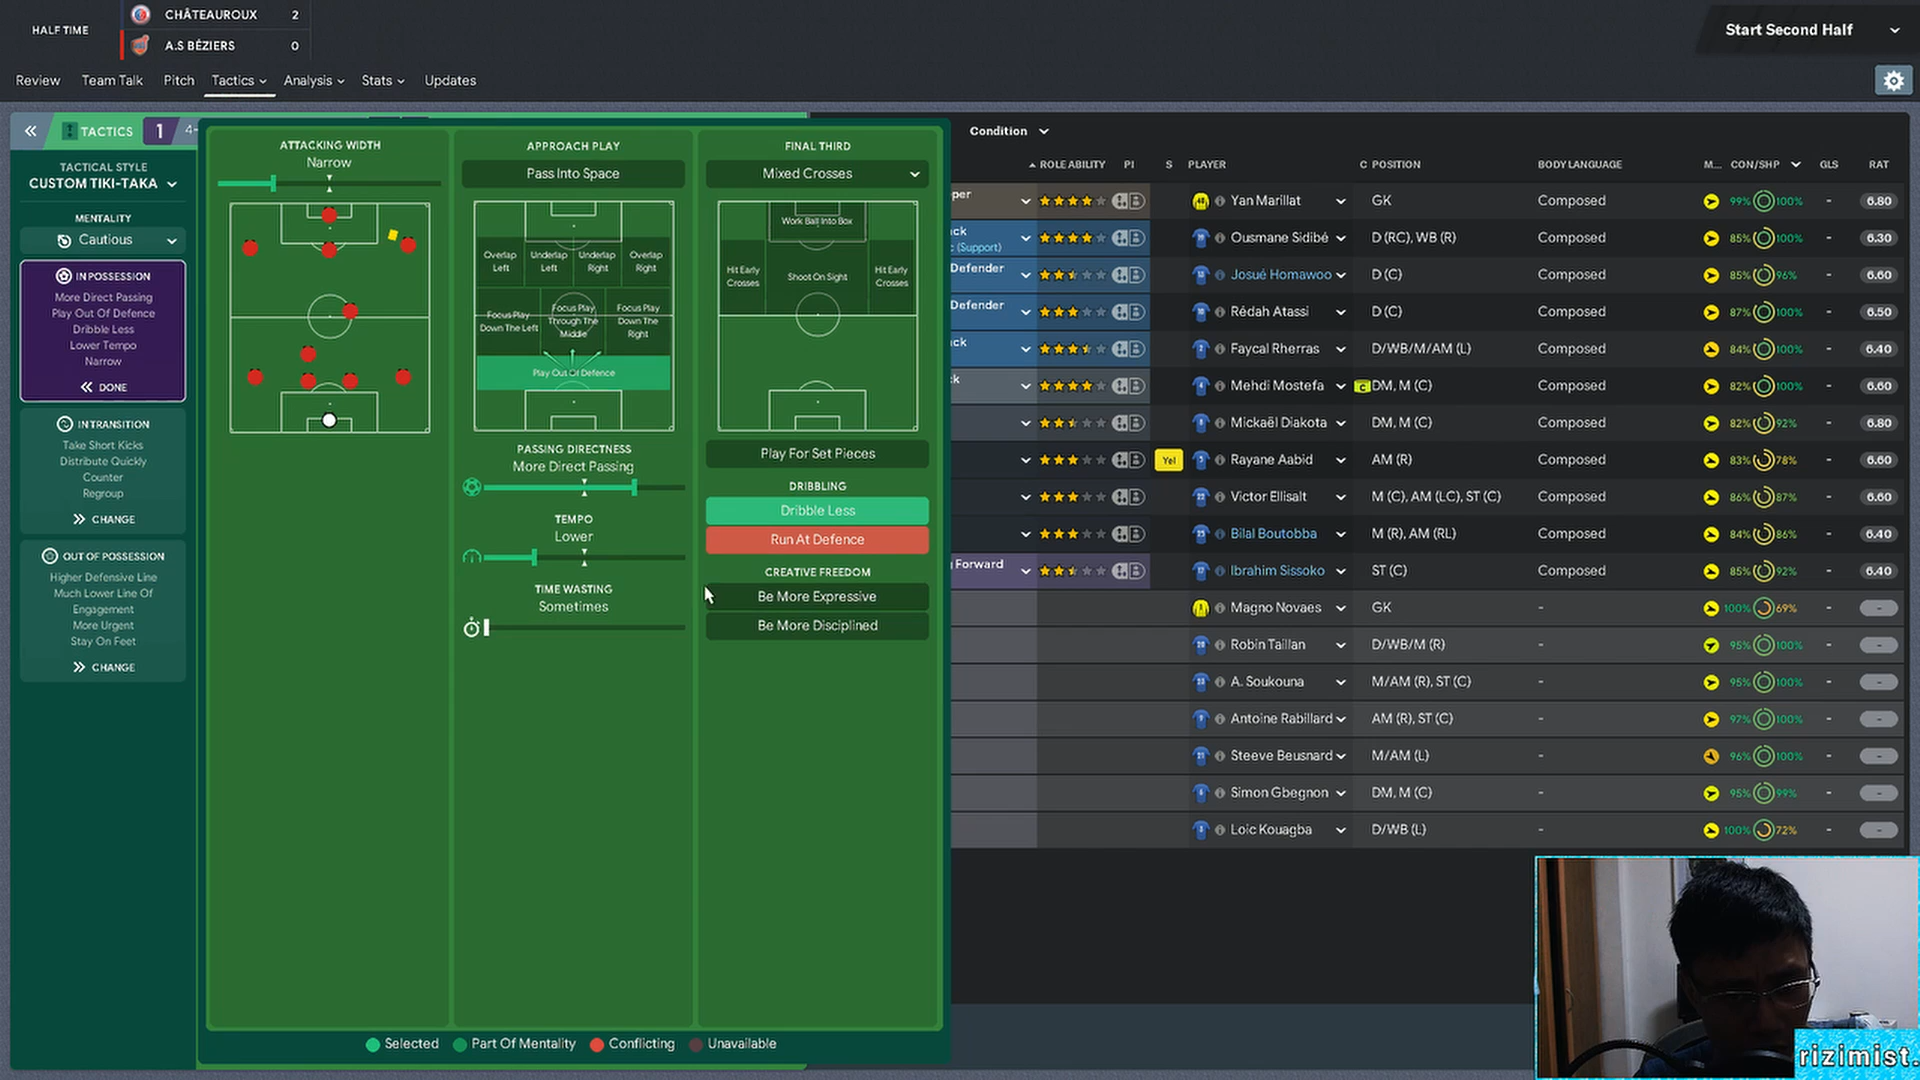 HALF TIME
CHÂTEAUROUX 2
A.S BÉZIERS 0
Start Second Half
Review Team Talk Pitch Tactics Analysis Stats Updates
TACTICS 1 4-
TACTICAL STYLE
CUSTOM TIKI-TAKA
MENTALITY
Cautious
IN POSSESSION
More Direct Passing
Play Out Of Defence
Dribble Less
Lower Tempo
Narrow
DONE
IN TRANSITION
Take Short Kicks
Distribute Quickly
Counter
Regroup
CHANGE
OUT OF POSSESSION
Higher Defensive Line
Much Lower Line Of
Engagement
More Urgent
Stay On Feet
CHANGE
ATTACKING WIDTH
Narrow
APPROACH PLAY
Pass Into Space
Overlap Left
Underlap Left
Underlap Right
Overlap Right
Focus Play Down The Left
Focus Play Through The Middle
Focus Play Down The Right
Play Out Of Defence
PASSING DIRECTNESS
More Direct Passing
TEMPO
Lower
TIME WASTING
Sometimes
FINAL THIRD
Mixed Crosses
Work Ball Into Box
Hit Early Crosses
Shoot On Sight
Hit Early Crosses
Play For Set Pieces
DRIBBLING
Dribble Less
Run At Defence
CREATIVE FREEDOM
Be More Expressive
Be More Disciplined
Selected Part Of Mentality Conflicting Unavailable
Condition
ROLE ABILITY PI S PLAYER C POSITION BODY LANGUAGE M... CON/SHP GLS RAT
per Yan Marillat GK Composed 99% 100% - 6.80
ck
c (Support) Ousmane Sidibé D (RC), WB (R) Composed 85% 100% - 6.30
Defender Josué Homawoo D (C) Composed 85% 96% - 6.60
Defender Rédah Atassi D (C) Composed 87% 100% - 6.50
ck Faycal Rherras D/WB/M/AM (L) Composed 84% 100% - 6.40
k Mehdi Mostefa C DM, M (C) Composed 82% 100% - 6.60
Mickaël Diakota DM, M (C) Composed 82% 92% - 6.80
Yel Rayane Aabid AM (R) Composed 83% 78% - 6.60
Victor Ellisalt M (C), AM (LC), ST (C) Composed 86% 87% - 6.60
Bilal Boutobba M (R), AM (RL) Composed 84% 86% - 6.40
g Forward Ibrahim Sissoko ST (C) Composed 85% 92% - 6.40
Magno Novaes GK - 100% 69% - -
Robin Taillan D/WB/M (R) - 95% 100% - -
A. Soukouna M/AM (R), ST (C) - 95% 100% - -
Antoine Rabillard AM (R), ST (C) - 97% 100% - -
Steeve Beusnard M/AM (L) - 96% 100% - -
Simon Gbegnon DM, M (C) - 95% 99% - -
Loïc Kouagba D/WB (L) - 100% 72% - -
rizimist.